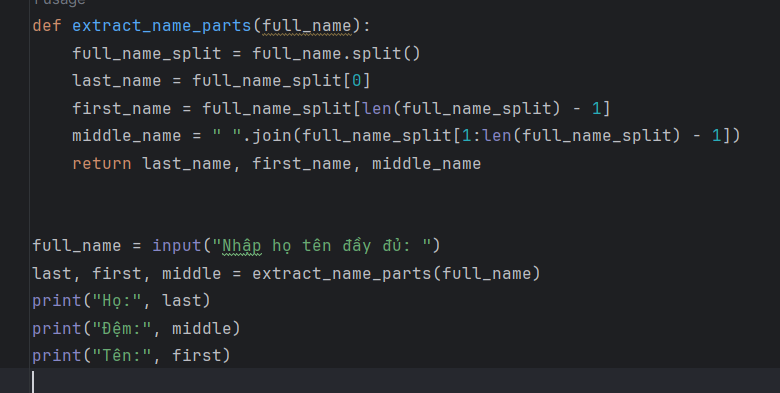 usage
def extract_name_parts(full_name):
    full_name_split = full_name.split()
    last_name = full_name_split[0]
    first_name = full_name_split[len(full_name_split) - 1]
    middle_name = " ".join(full_name_split[1:len(full_name_split) - 1])
    return last_name, first_name, middle_name
full_name = input("Nhập họ tên đầy đủ: ")
last, first, middle = extract_name_parts(full_name)
print("Họ:", last)
print("Đệm:", middle)
print("Tên:", first)